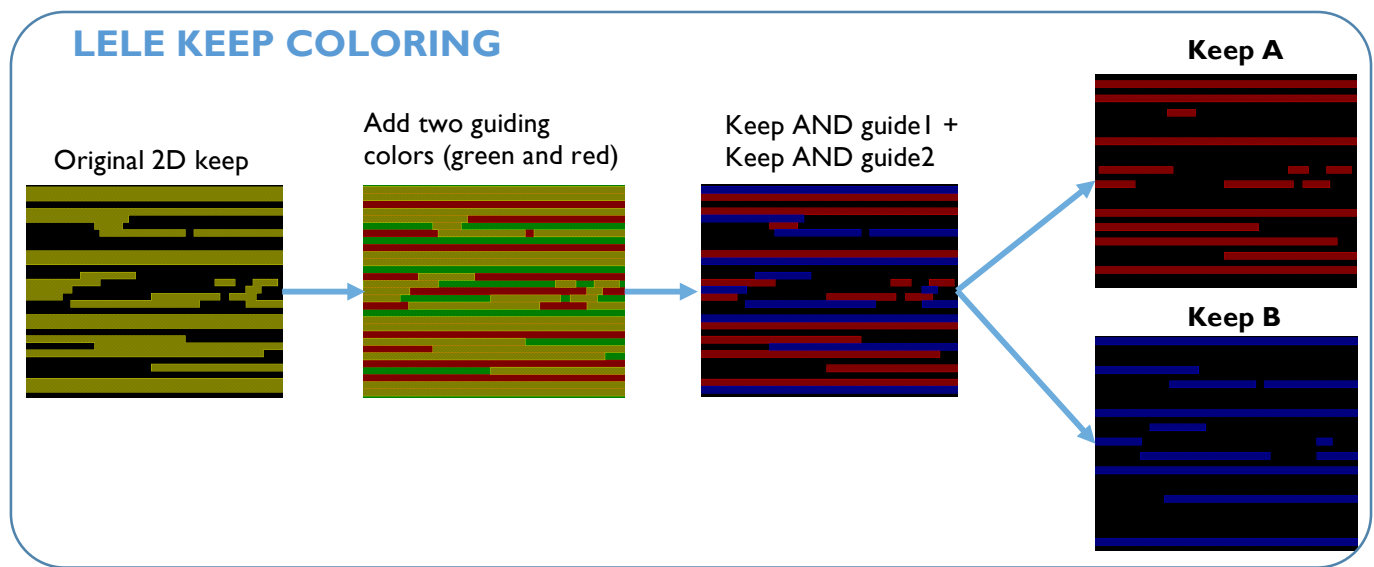 LELE KEEP COLORING
Original 2D keep
Add two guiding
colors (green and red)
Keep AND guide1 +
Keep AND guide2
Keep A
Keep B